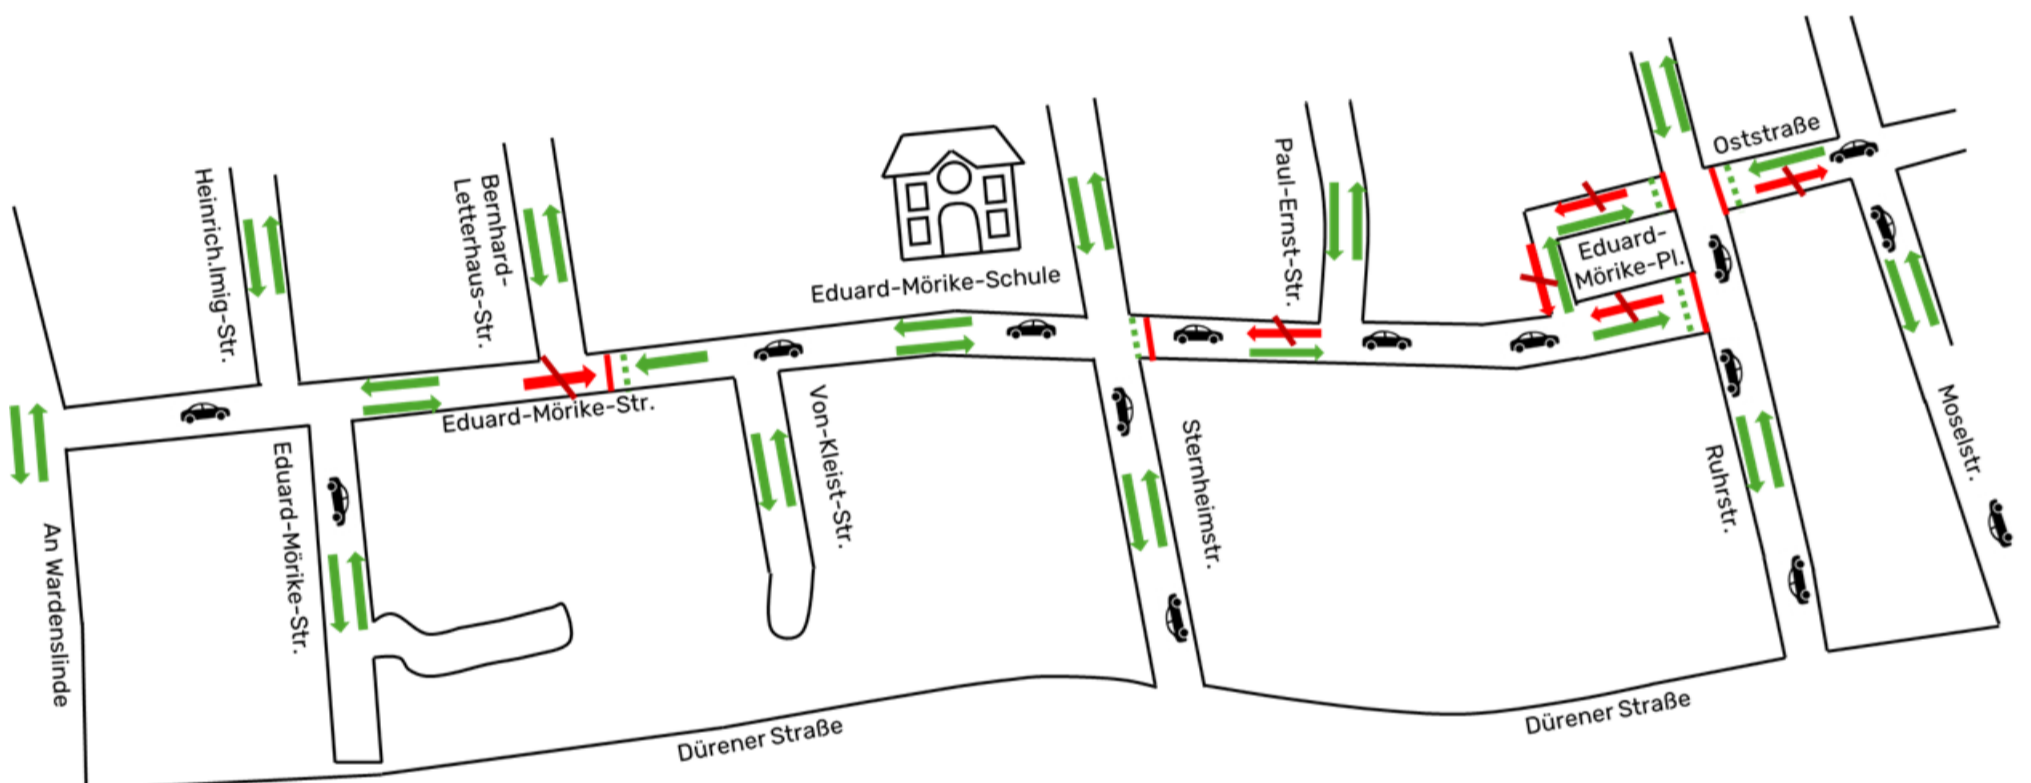 Heinrich.Imig-Str.
Bernhard-
Letterhaus-Str.
Eduard-Mörike-Schule
Paul-Ernst-Str.
Oststraße
Eduard-
Mörike-Pl.
Eduard-Mörike-Str.
Eduard-Mörike-Str.
Von-Kleist-Str.
Sternheimstr.
Ruhrstr.
Moselstr.
An Wardenslinde
Dürener Straße
Dürener Straße